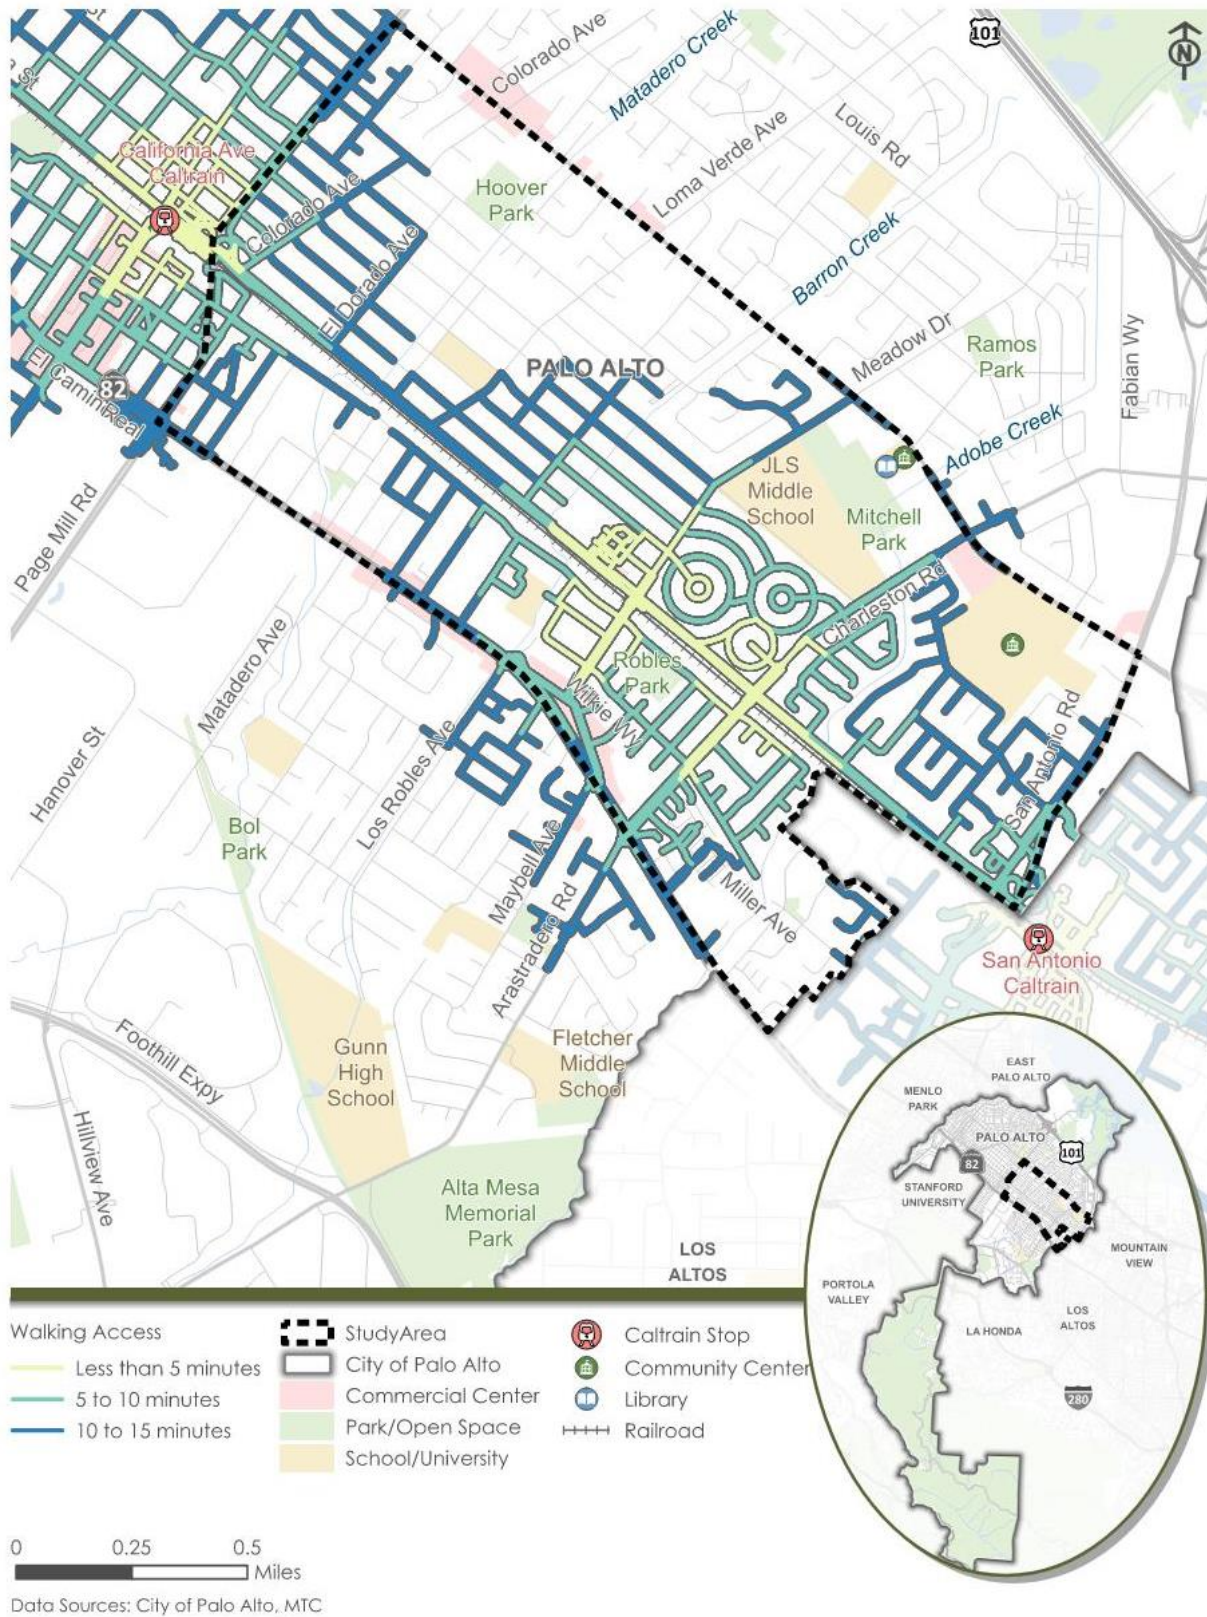 St
a St
Colorado Ave
Matadero Creek
101
N
California Ave
Caltrain
Louis Rd
Loma Verde Ave
Hoover
Park
Colorado Ave
Barron Creek
El Dorado Ave
Meadow Dr
Ramos
Park
Fabian Wy
PALO ALTO
82
El CaminReal
Adobe Creek
JLS
Middle
School
Mitchell
Park
Page Mill Rd
Charleston Rd
Matadero Ave
Robles
Park
Wilkie Wy
Hanover St
Los Robles Ave
San Antonio Rd
Bol
Park
Maybell Ave
Miller Ave
Arastradero Rd
San Antonio
Caltrain
Foothill Expy
Gunn
High
School
Fletcher
Middle
School
Hillview Ave
Alta Mesa
Memorial
Park
LOS
ALTOS
EAST
PALO ALTO
MENLO
PARK
PALO ALTO
101
82
STANFORD
UNIVERSITY
MOUNTAIN
VIEW
PORTOLA
VALLEY
LOS
ALTOS
LA HONDA
280
Walking Access
Less than 5 minutes
5 to 10 minutes
10 to 15 minutes
StudyArea
City of Palo Alto
Commercial Center
Park/Open Space
School/University
Caltrain Stop
Community Center
Library
Railroad
0 0.25 0.5
Miles
Data Sources: City of Palo Alto, MTC